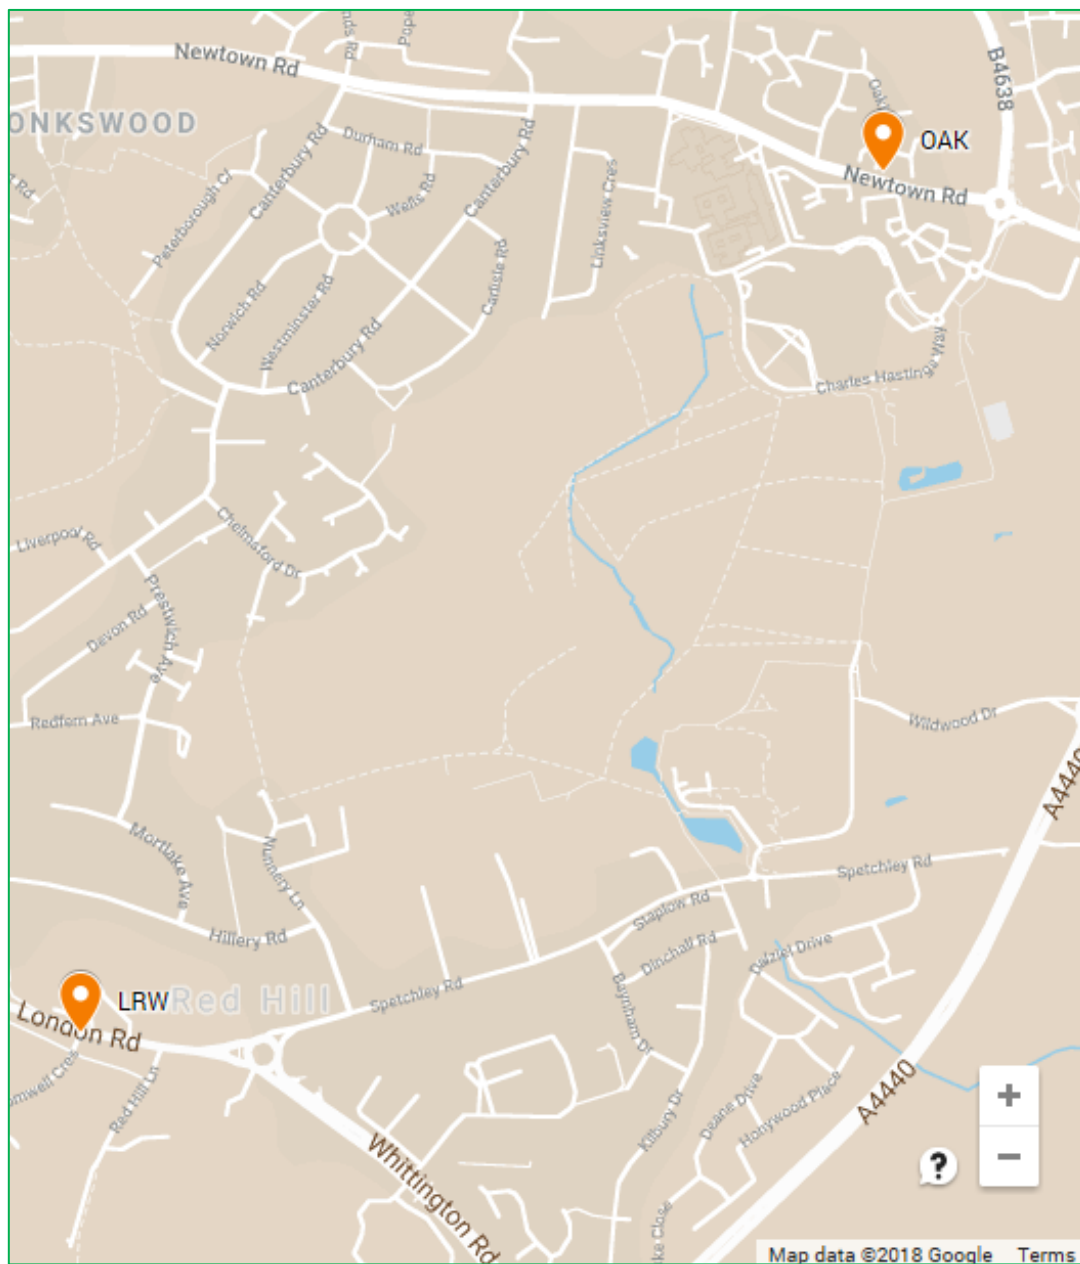 Newtown Rd
B4638
ONKSWOOD
Durham Rd
Canterbury Rd
Canterbury Rd
OAK
Newtown Rd
Peterborough Cl
Wells Rd
Linksview Cres
Carlisle Rd
Norwich Rd
Westminster Rd
Canterbury Rd
Charles Hastings Way
Liverpool Rd
Chelmsford Dr
Prestwich Ave
Devon Rd
Redfern Ave
Wildwood Dr
A4440
Mortlake Ave
Nunnery Ln
Spetchley Rd
Hillery Rd
Staplow Rd
Dinchall Rd
Dalziel Drive
LRW
Red Hill
Spetchley Rd
Baynham Dr
London Rd
omwell Cres
Red Hill Ln
A4440
Deane Drive
Honywood Place
Kilbury Dr
+
?
−
Whittington Rd
ke Close
Map data ©2018 Google Terms